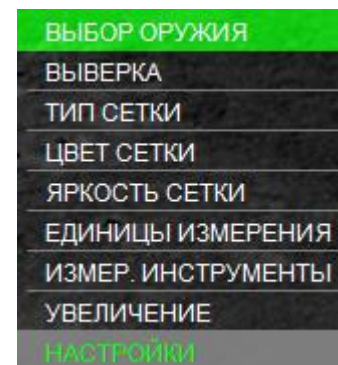 ВЫБОР ОРУЖИЯ
ВЫВЕРКА
ТИП СЕТКИ
ЦВЕТ СЕТКИ
ЯРКОСТЬ СЕТКИ
ЕДИНИЦЫ ИЗМЕРЕНИЯ
ИЗМЕР. ИНСТРУМЕНТЫ
УВЕЛИЧЕНИЕ
НАСТРОЙКИ